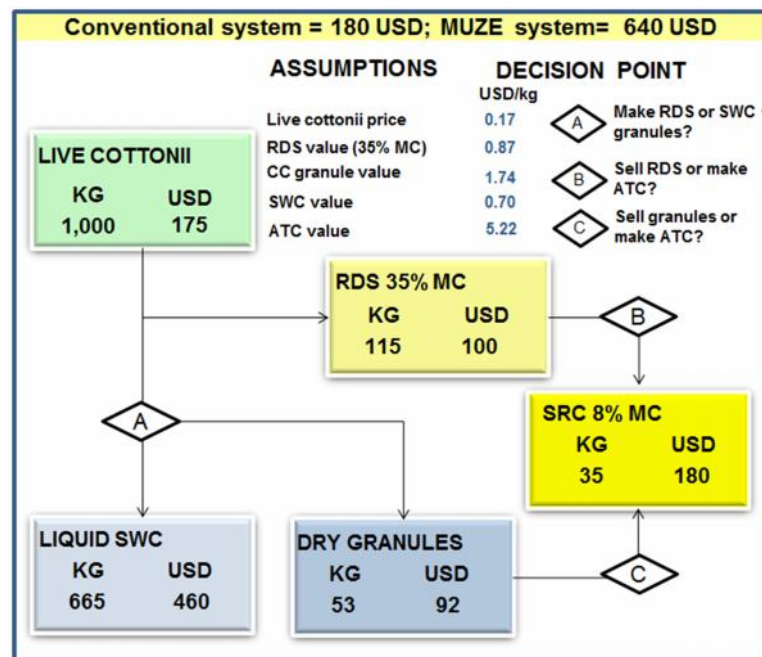 Conventional system = 180 USD; MUZE system= 640 USD
ASSUMPTIONS
DECISION POINT
USD/kg
Live cottonii price 0.17
RDS value (35% MC) 0.87
CC granule value 1.74
SWC value 0.70
ATC value 5.22
A Make RDS or SWC +
granules?
B Sell RDS or make
ATC?
C Sell granules or
make ATC?
LIVE COTTONII
KG USD
1,000 175
RDS 35% MC
KG USD
115 100
B
A
SRC 8% MC
KG USD
35 180
LIQUID SWC
KG USD
665 460
DRY GRANULES
KG USD
53 92
C